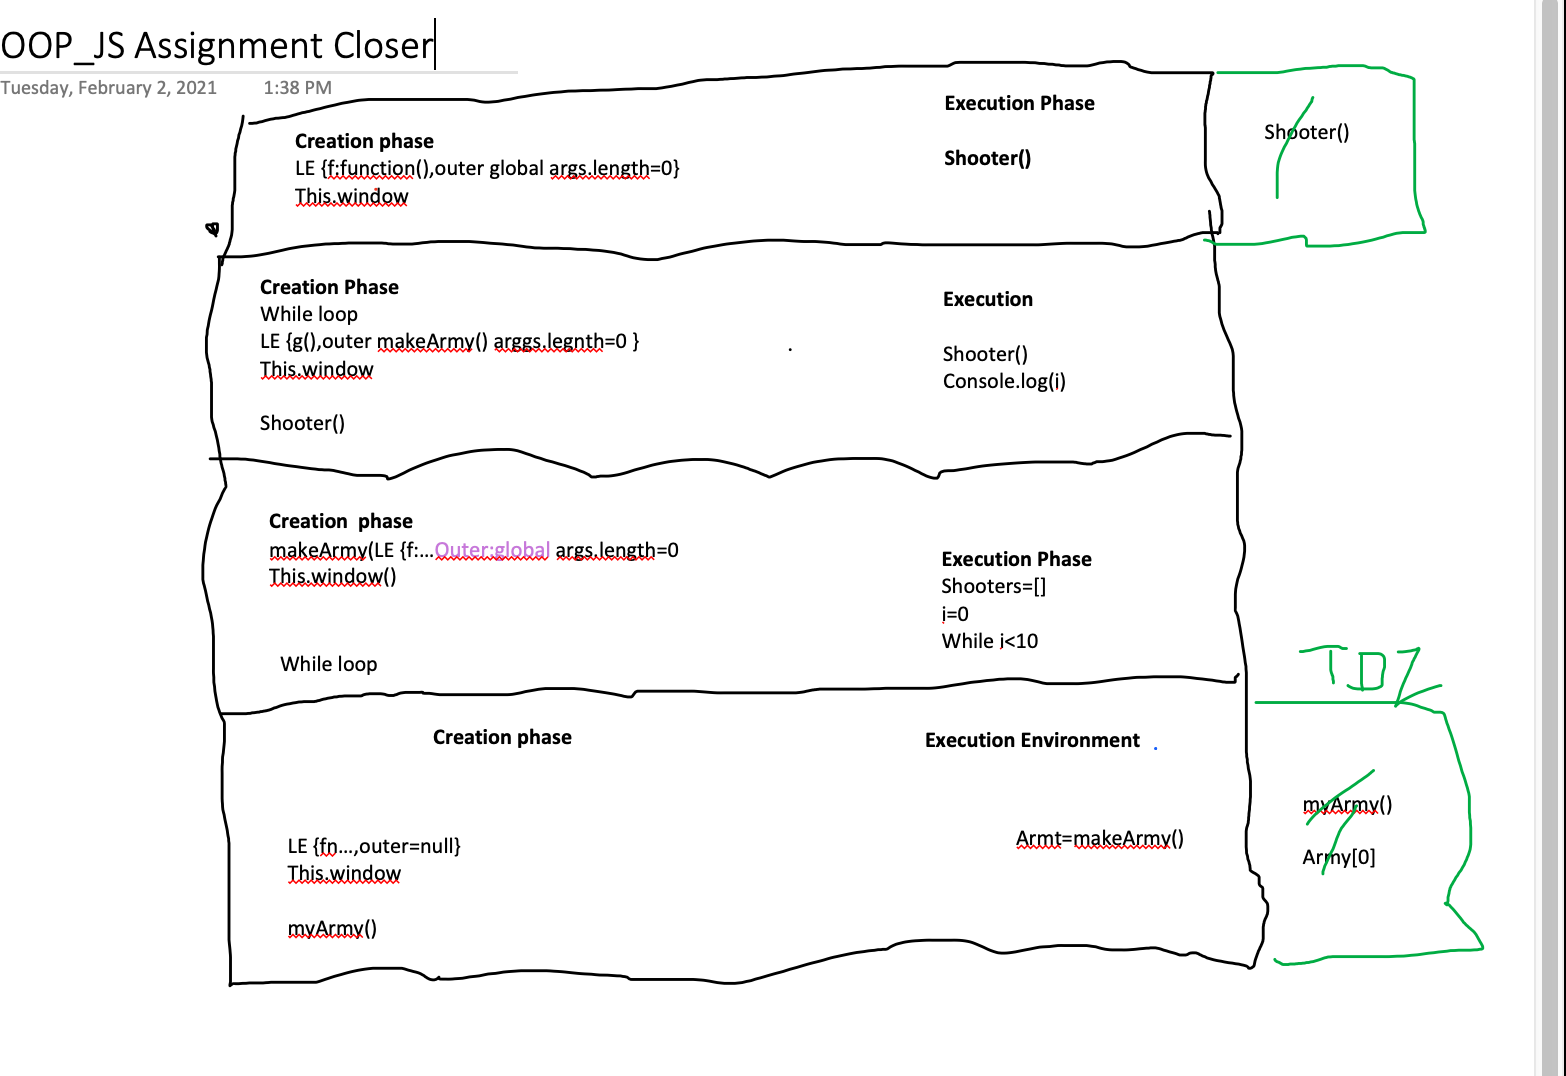 OOP_JS Assignment Closer
Tuesday, February 2, 2021 1:38 PM
Creation phase
LE {f:function(),outer global args.length=0}
This.window
Execution Phase
Shooter()
Shooter()
Creation Phase
While loop
LE {g(),outer makeArmy() arggs.legnth=0 }
This.window
Shooter()
Execution
Shooter()
Console.log(i)
Creation  phase
makeArmy(LE {f:...Outer:global args.length=0
This.window()
While loop
Execution Phase
Shooters=[]
i=0
While i<10
TDZ
Creation phase
LE {fn...,outer=null}
This.window
myArmy()
Execution Environment
Armt=makeArmy()
myArmy()
Army[0]